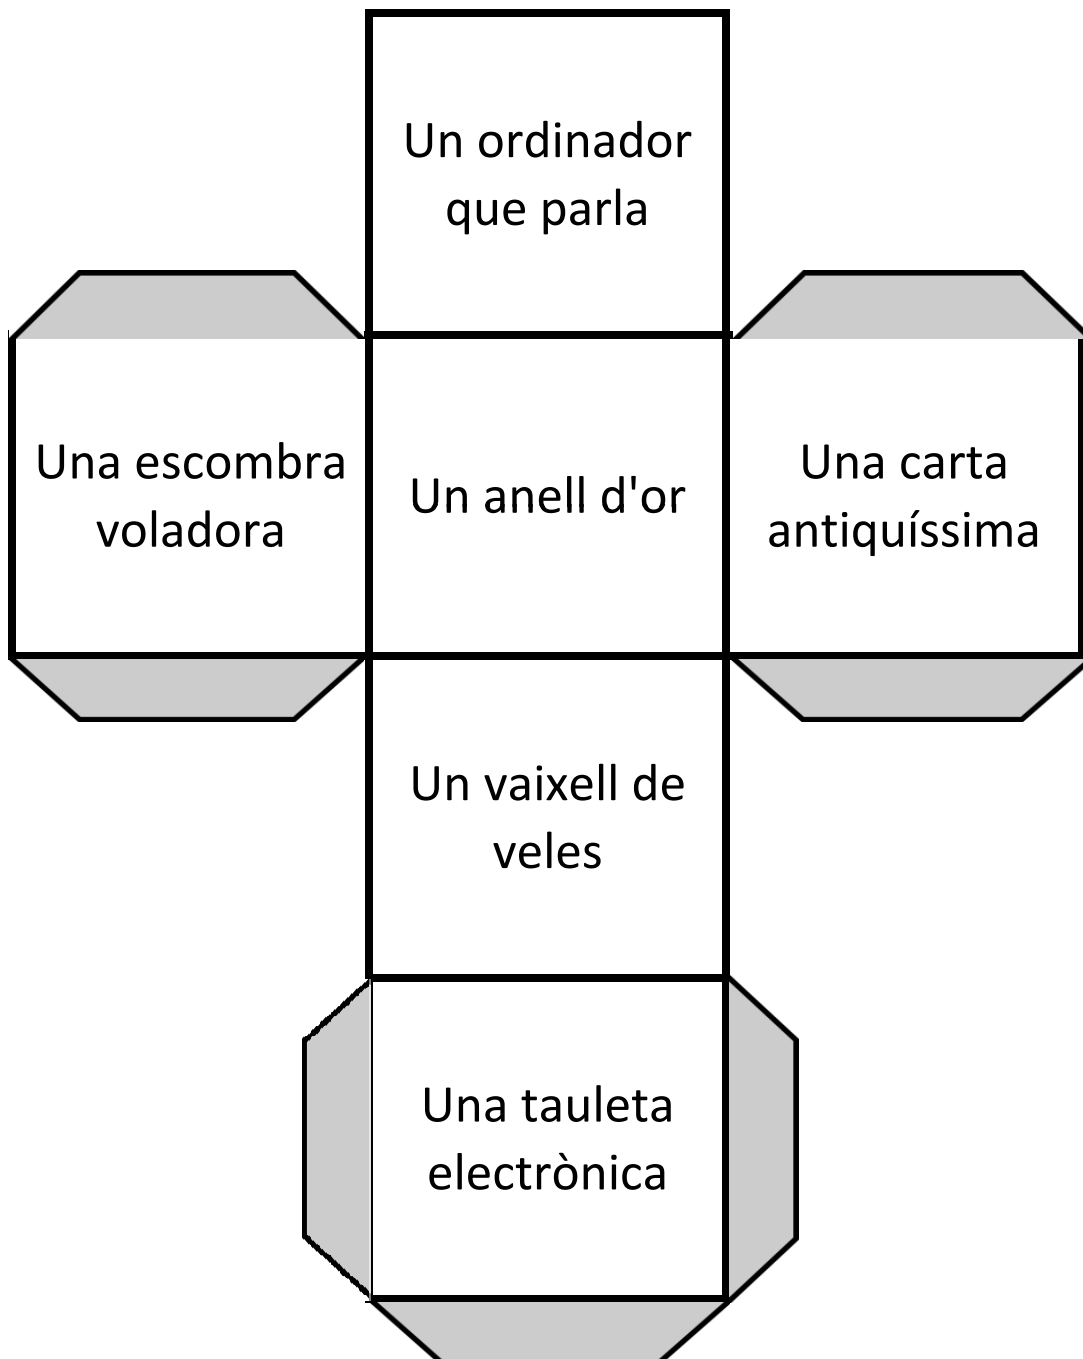 Un ordinador
que parla
Una escombra
voladora
Un anell d'or
Una carta
antiquíssima
Un vaixell de
veles
Una tauleta
electrònica